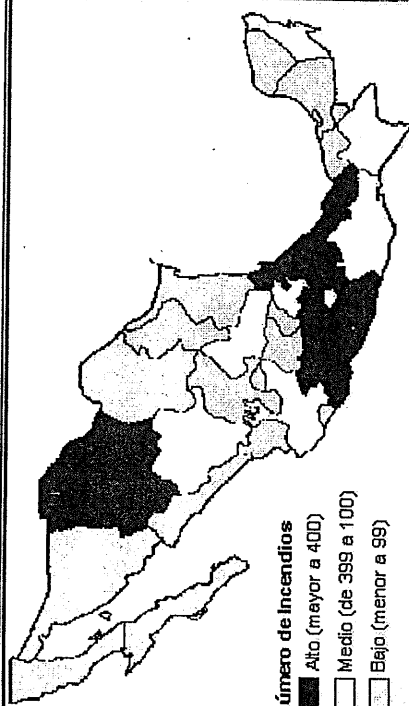 úmero de Incendios
Alto (mayor a 400)
Medio (de 399 a 100)
Bajo (menor a 99)